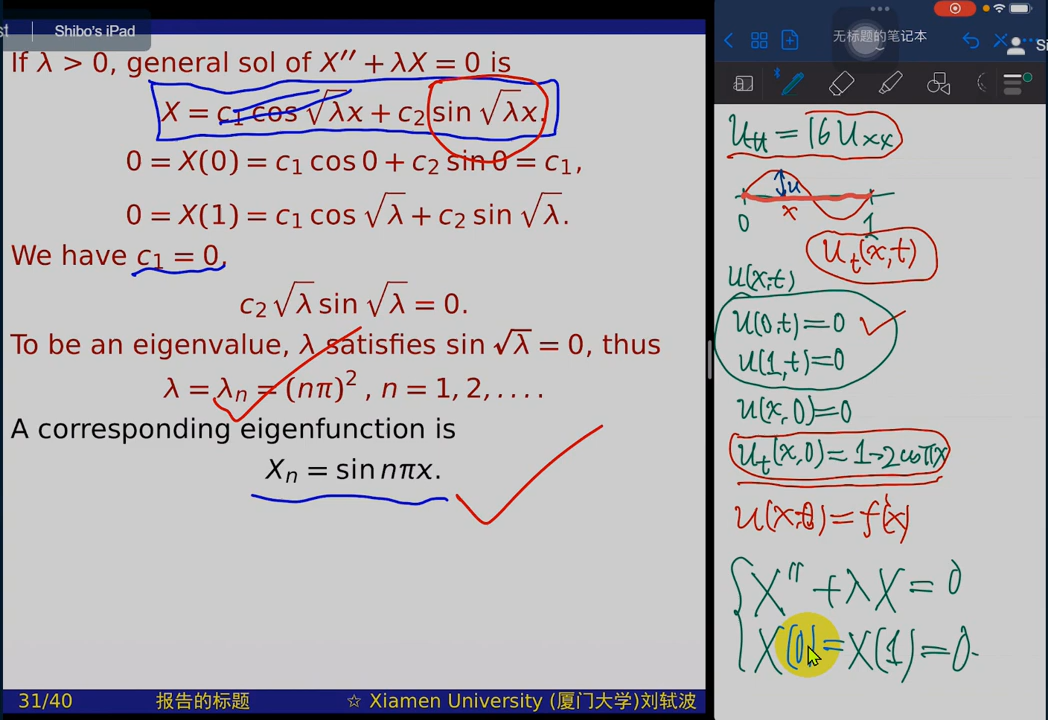 Shibo's iPad
If λ > 0, general sol of X″ + λX = 0 is
X = c₁ cos √λx + c₂ sin √λx.
0 = X(0) = c₁ cos 0 + c₂ sin 0 = c₁,
0 = X(1) = c₁ cos √λ + c₂ sin √λ.
We have c₁ = 0,
c₂ √λ sin √λ = 0.
To be an eigenvalue, λ satisfies sin √λ = 0, thus
λ = λₙ = (nπ)², n = 1, 2, . . . .
A corresponding eigenfunction is
Xₙ = sin nπx.
31/40 报告的标题 ☆ Xiamen University (厦门大学)刘轼波
无标题的笔记本
Utt = 16 Uxx
u
0 x 1
Ut(x,t)
u(x,t)
u(0,t)=0
u(1,t)=0
u(x,0)=0
Ut(x,0)=1-2cosπx
X″+λX=0
X(0)=X(1)=0.